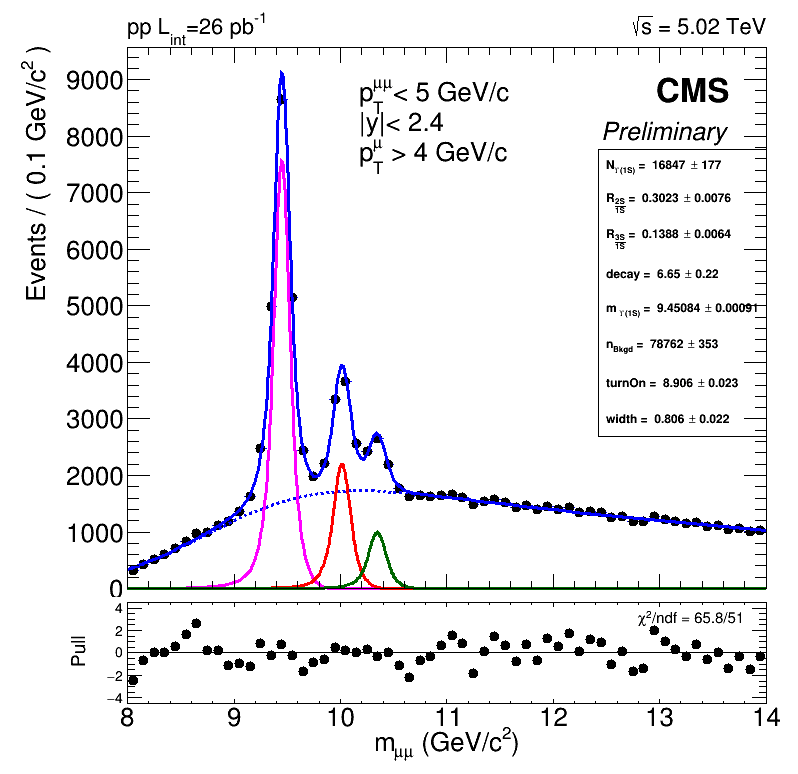 pp L_int=26 pb^-1
√s = 5.02 TeV
Events / ( 0.1 GeV/c^2 )
9000
8000
7000
6000
5000
4000
3000
2000
1000
0
p_T^μμ < 5 GeV/c
|y|< 2.4
p_T^μ > 4 GeV/c
CMS
Preliminary
N_ϒ(1S) = 16847 ± 177
R_2S/1S = 0.3023 ± 0.0076
R_3S/1S = 0.1388 ± 0.0064
decay = 6.65 ± 0.22
m_ϒ(1S) = 9.45084 ± 0.00091
n_Bkgd = 78762 ± 353
turnOn = 8.906 ± 0.023
width = 0.806 ± 0.022
Pull
4
2
0
−2
−4
χ^2/ndf = 65.8/51
8 9 10 11 12 13 14
m_μμ (GeV/c^2)